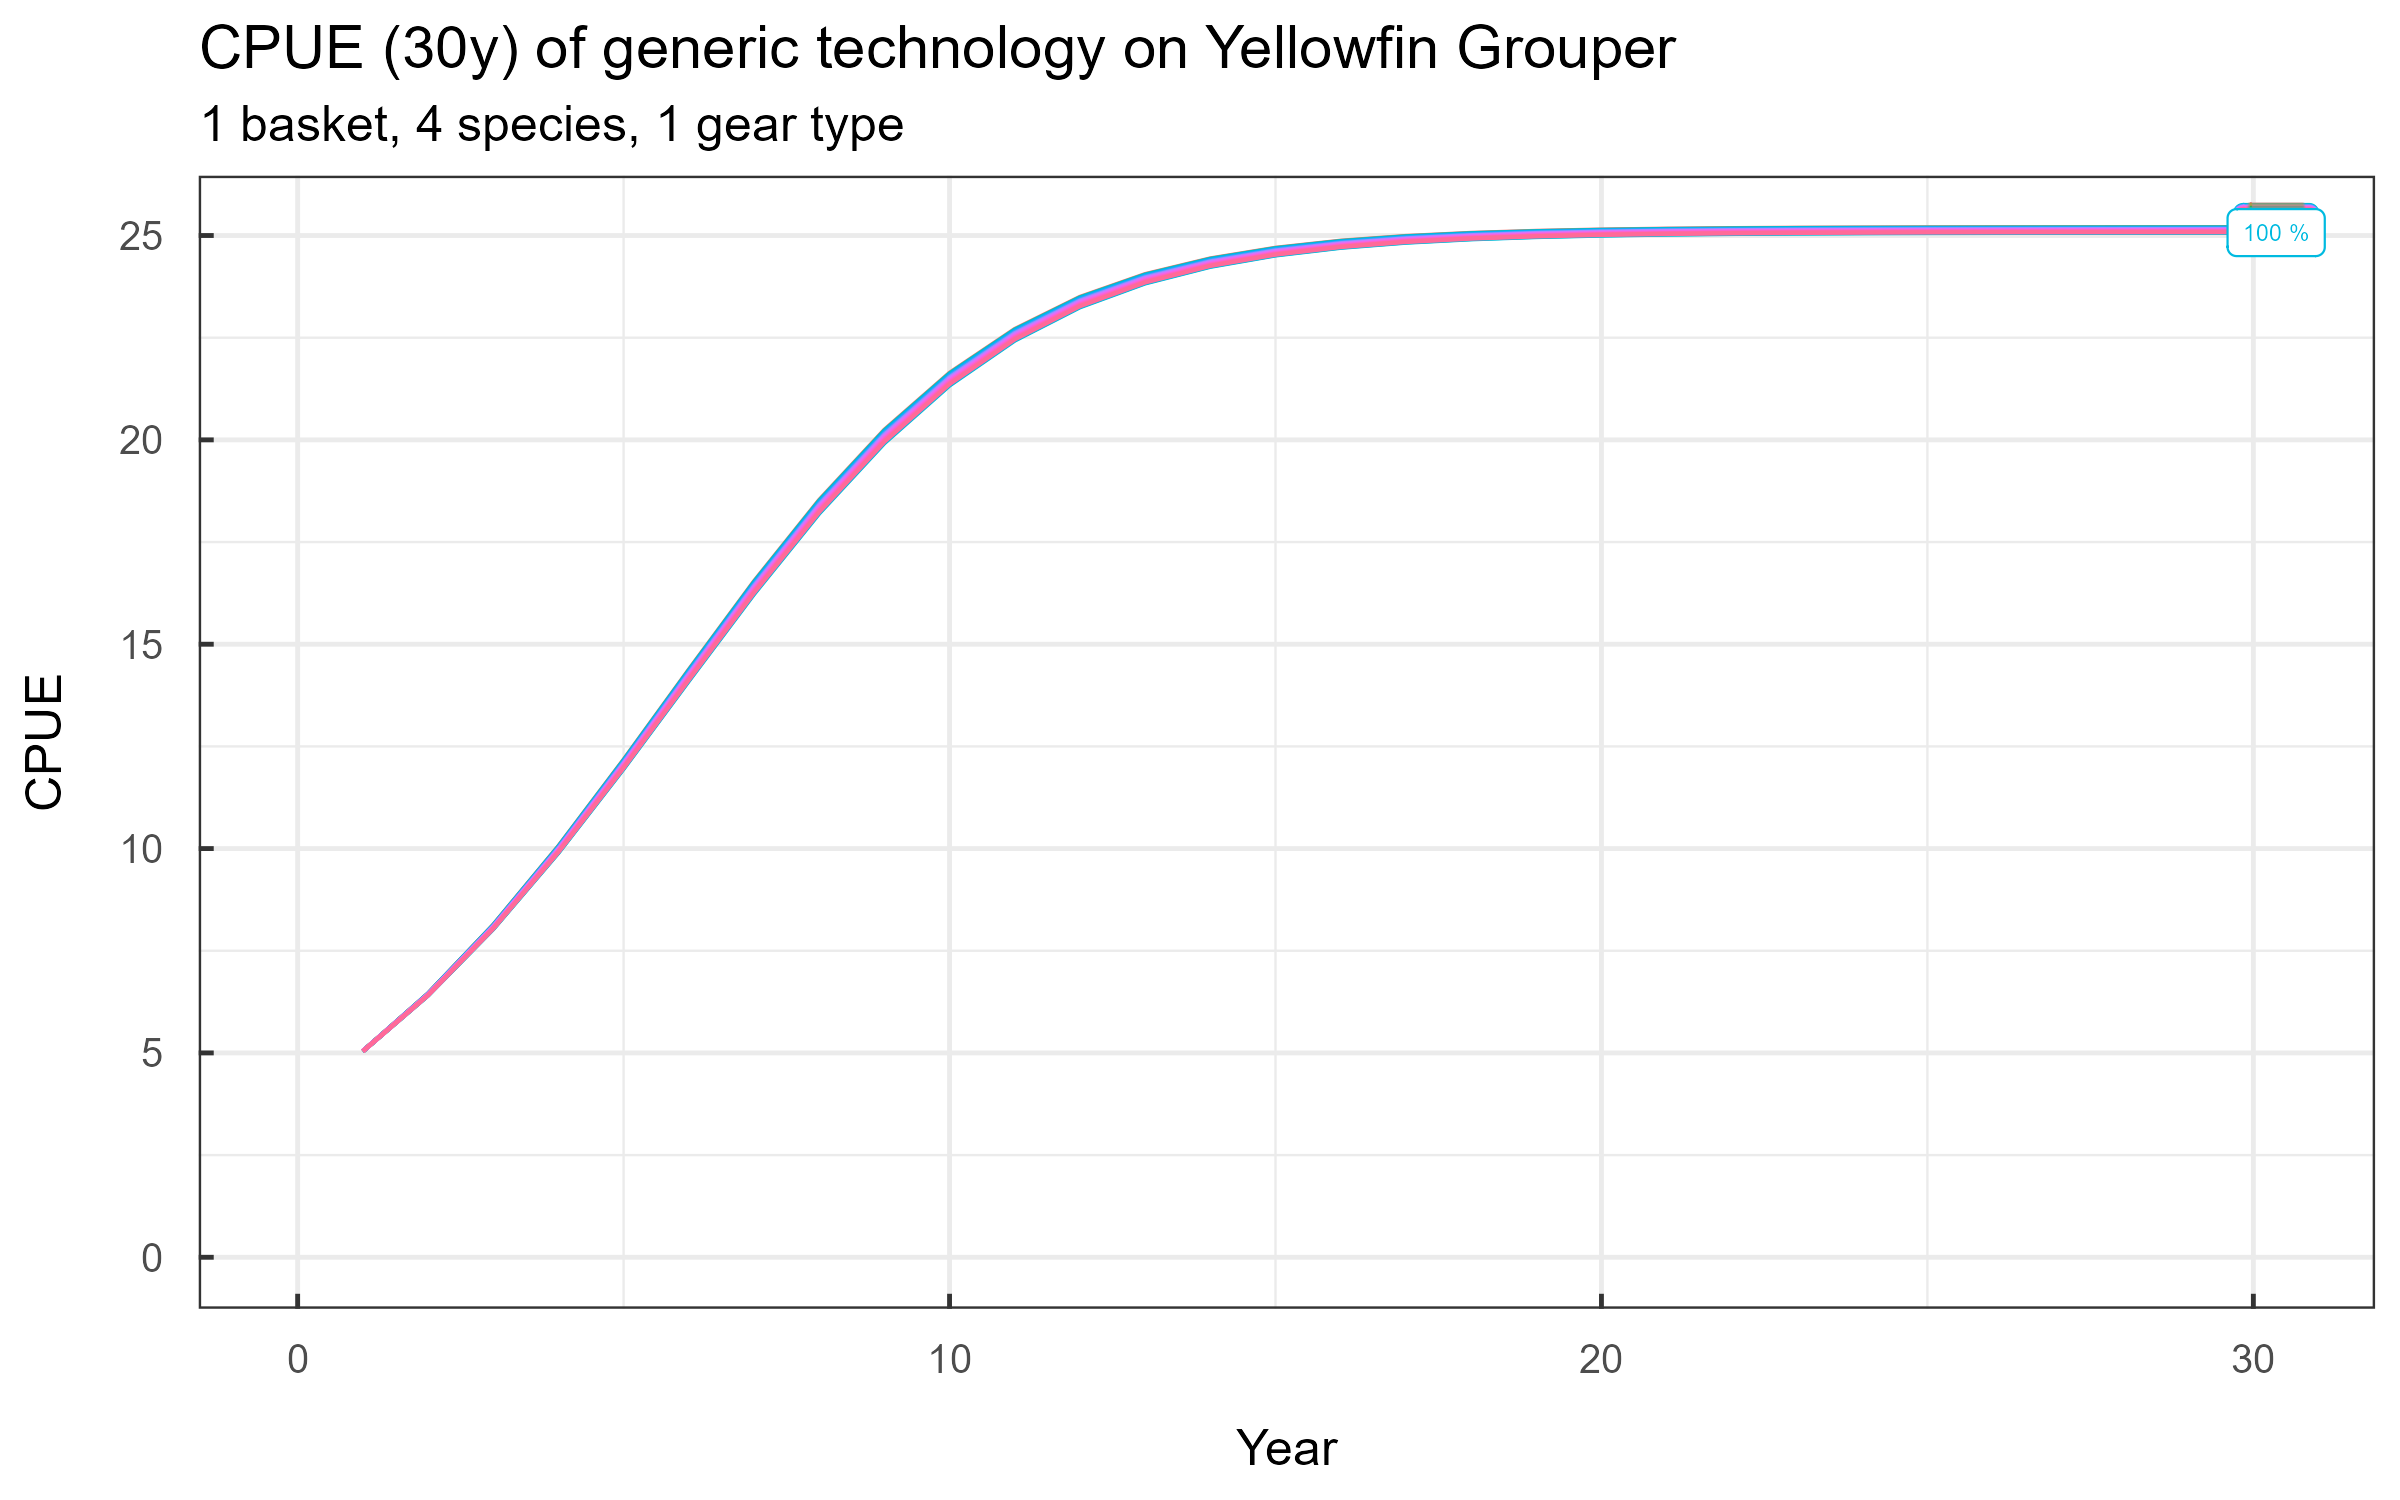 CPUE (30y) of generic technology on Yellowfin Grouper
1 basket, 4 species, 1 gear type
25
20
15
10
5
0
100 %
CPUE
0 10 20 30
Year